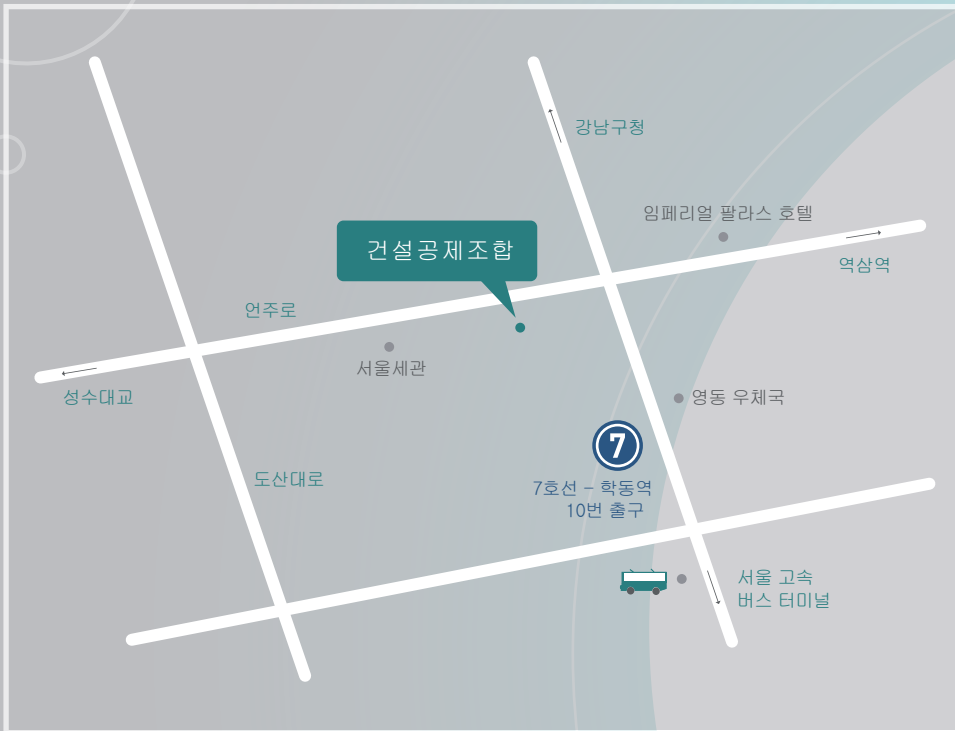 강남구청
임페리얼 팔라스 호텔
건설공제조합
역삼역
언주로
서울세관
성수대교
영동 우체국
7
도산대로
7호선 – 학동역
10번 출구
서울 고속
버스 터미널